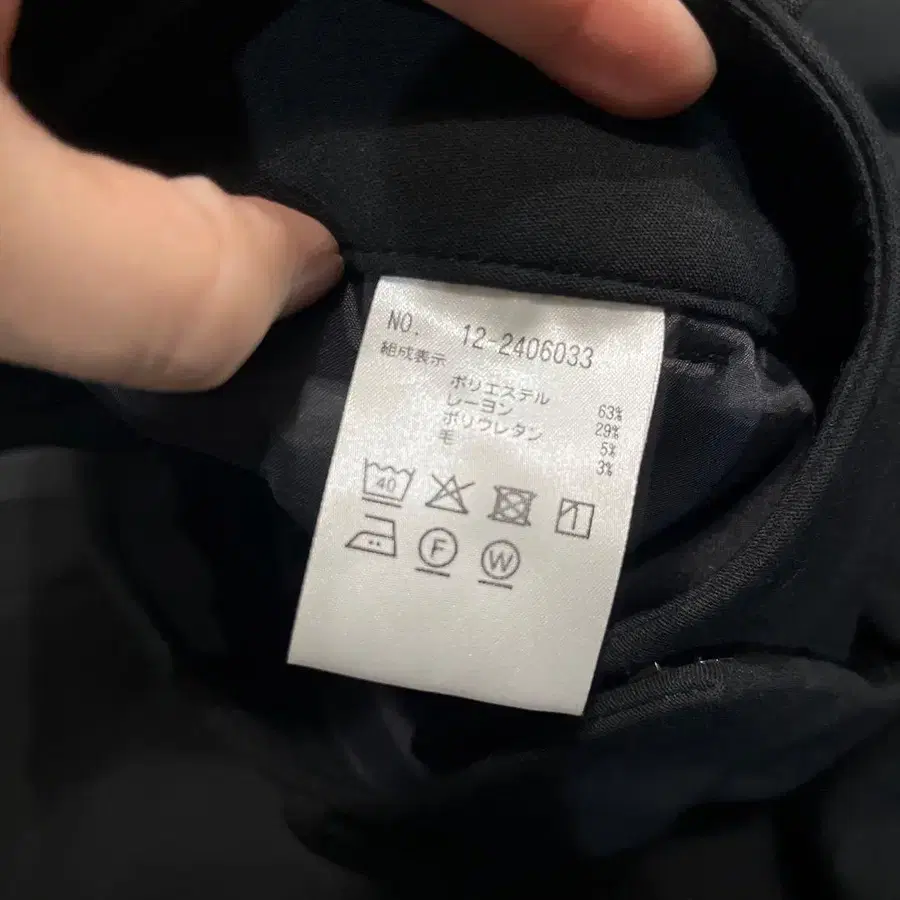 NO. 12-2406033
組成表示
ポリエステル 63%
レーヨン 29%
ポリウレタン 5%
毛 3%
40
F W